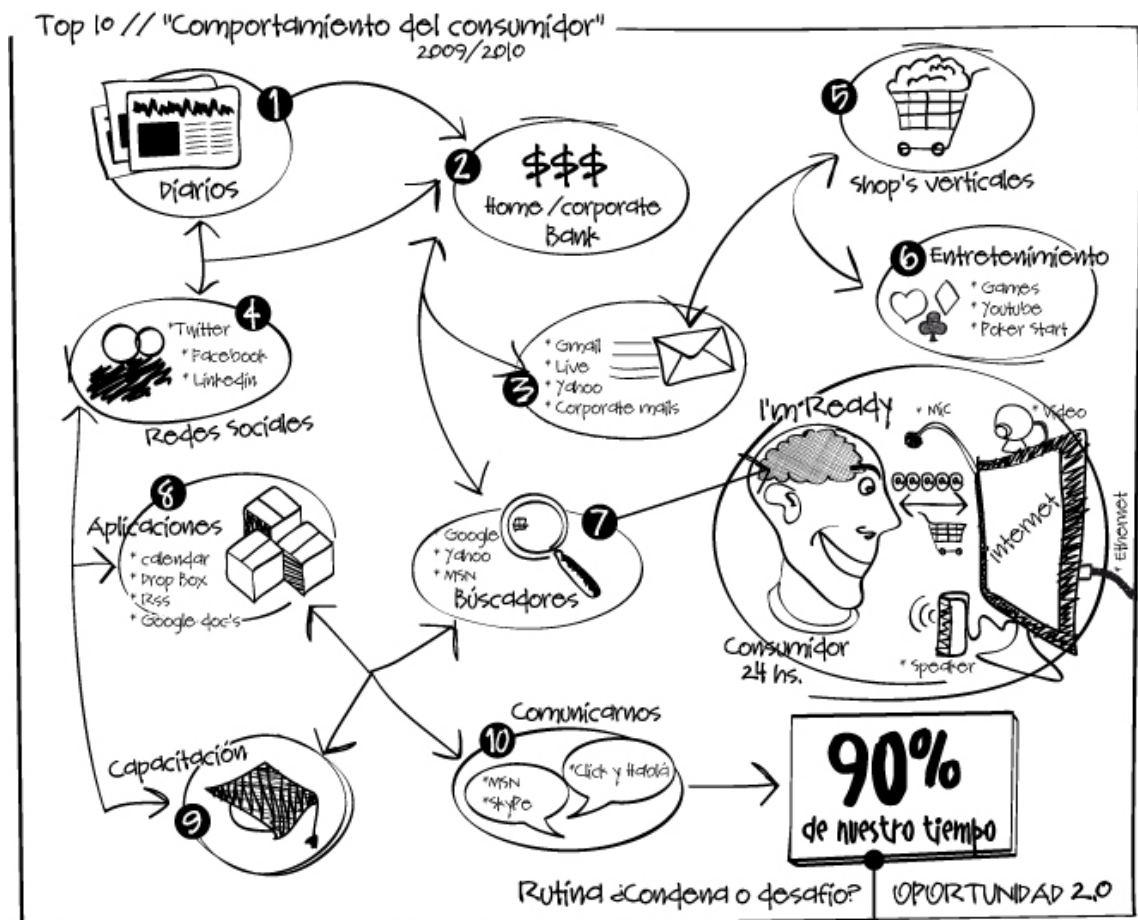 Top 10 // "Comportamiento del consumidor"
2009/2010
1
Diarios
2
$$$
Home/corporate
Bank
3
* Gmail
* Live
* Yahoo
* Corporate mails
4
*Twitter
* Facebook
* Linkedin
Redes Sociales
5
Shop's verticales
6
Entretenimiento
* Games
* Youtube
* Poker Start
7
Google
* Yahoo
* MSN
Búscadores
8
Aplicaciones
* calendar
* Drop Box
* Rss
* Google doc's
Capacitación
9
10
Comunicarnos
*MSN
*Skype
*Click y Hablá
I'm Ready
* Mic
* Video
@@@@@
Internet
* Ethernet
* Speaker
Consumidor
24 hs.
90%
de nuestro tiempo
Rutina ¿Condena o desafío?
OPORTUNIDAD 2.0